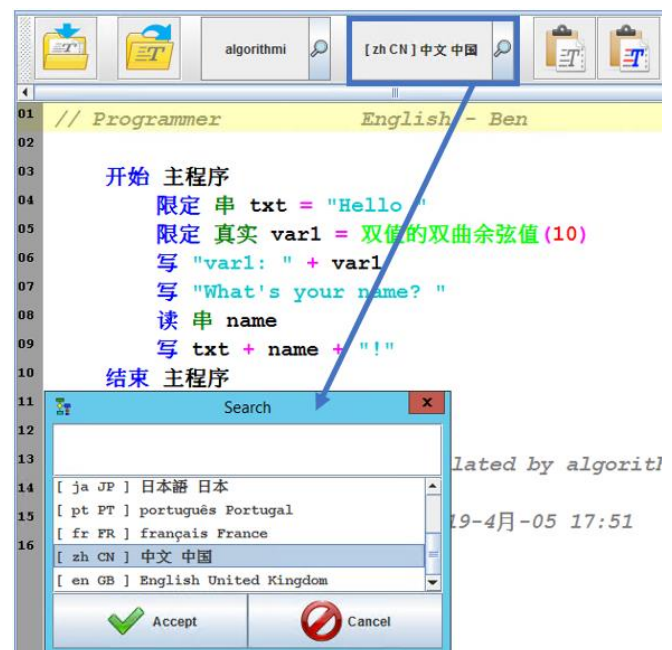 algorithmi
[ zh CN ] 中文 中国
01 // Programmer English - Ben
02
03 开始 主程序
04 限定 串 txt = "Hello "
05 限定 真实 var1 = 双值的双曲余弦值(10)
06 写 "var1: " + var1
07 写 "What's your name? "
08 读 串 name
09 写 txt + name + "!"
10 结束 主程序
11
12
13 lated by algorith
14
15 19-4月-05 17:51
16
Search
x
[ ja JP ] 日本語 日本
[ pt PT ] português Portugal
[ fr FR ] français France
[ zh CN ] 中文 中国
[ en GB ] English United Kingdom
Accept
Cancel